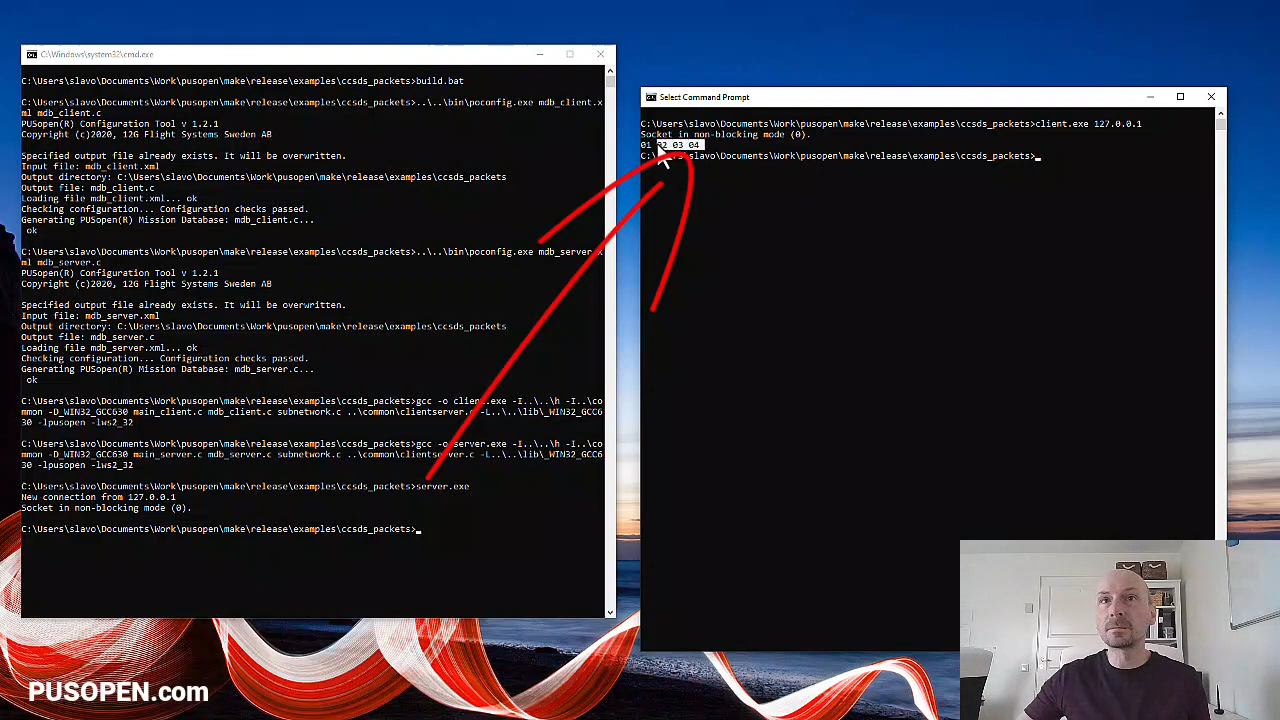 C:\Windows\system32\cmd.exe
C:\Users\slavo\Documents\Work\pusopen\make\release\examples\ccsds_packets>build.bat
C:\Users\slavo\Documents\Work\pusopen\make\release\examples\ccsds_packets>..\..\bin\poconfig.exe mdb_client.x
ml mdb_client.c
PUSopen(R) Configuration Tool v 1.2.1
Copyright (c)2020, 12G Flight Systems Sweden AB
Specified output file already exists. It will be overwritten.
Input file: mdb_client.xml
Output directory: C:\Users\slavo\Documents\Work\pusopen\make\release\examples\ccsds_packets
Output file: mdb_client.c
Loading file mdb_client.xml... ok
Checking configuration... Configuration checks passed.
Generating PUSopen(R) Mission Database: mdb_client.c...
ok
C:\Users\slavo\Documents\Work\pusopen\make\release\examples\ccsds_packets>..\..\bin\poconfig.exe mdb_server.x
ml mdb_server.c
PUSopen(R) Configuration Tool v 1.2.1
Copyright (c)2020, 12G Flight Systems Sweden AB
Specified output file already exists. It will be overwritten.
Input file: mdb_server.xml
Output directory: C:\Users\slavo\Documents\Work\pusopen\make\release\examples\ccsds_packets
Output file: mdb_server.c
Loading file mdb_server.xml... ok
Checking configuration... Configuration checks passed.
Generating PUSopen(R) Mission Database: mdb_server.c...
ok
C:\Users\slavo\Documents\Work\pusopen\make\release\examples\ccsds_packets>gcc -o client.exe -I..\..\h -I..\co
mmon -D_WIN32_GCC630 main_client.c mdb_client.c subnetwork.c ..\common\clientserver.c -L..\..\lib\_WIN32_GCC6
30 -lpusopen -lws2_32
C:\Users\slavo\Documents\Work\pusopen\make\release\examples\ccsds_packets>gcc -o server.exe -I..\..\h -I..\co
mmon -D_WIN32_GCC630 main_server.c mdb_server.c subnetwork.c ..\common\clientserver.c -L..\..\lib\_WIN32_GCC6
30 -lpusopen -lws2_32
C:\Users\slavo\Documents\Work\pusopen\make\release\examples\ccsds_packets>server.exe
New connection from 127.0.0.1
Socket in non-blocking mode (0).
C:\Users\slavo\Documents\Work\pusopen\make\release\examples\ccsds_packets>_
Select Command Prompt
C:\Users\slavo\Documents\Work\pusopen\make\release\examples\ccsds_packets>client.exe 127.0.0.1
Socket in non-blocking mode (0).
01 02 03 04
C:\Users\slavo\Documents\Work\pusopen\make\release\examples\ccsds_packets>_
PUSOPEN.com